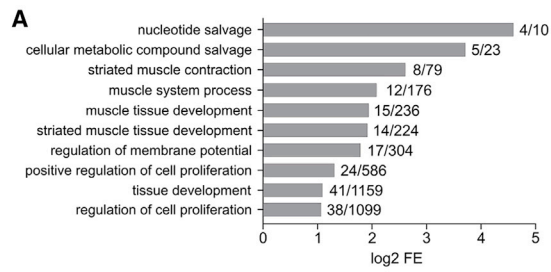 A
nucleotide salvage 4/10
cellular metabolic compound salvage 5/23
striated muscle contraction 8/79
muscle system process 12/176
muscle tissue development 15/236
striated muscle tissue development 14/224
regulation of membrane potential 17/304
positive regulation of cell proliferation 24/586
tissue development 41/1159
regulation of cell proliferation 38/1099
0 1 2 3 4 5
log2 FE